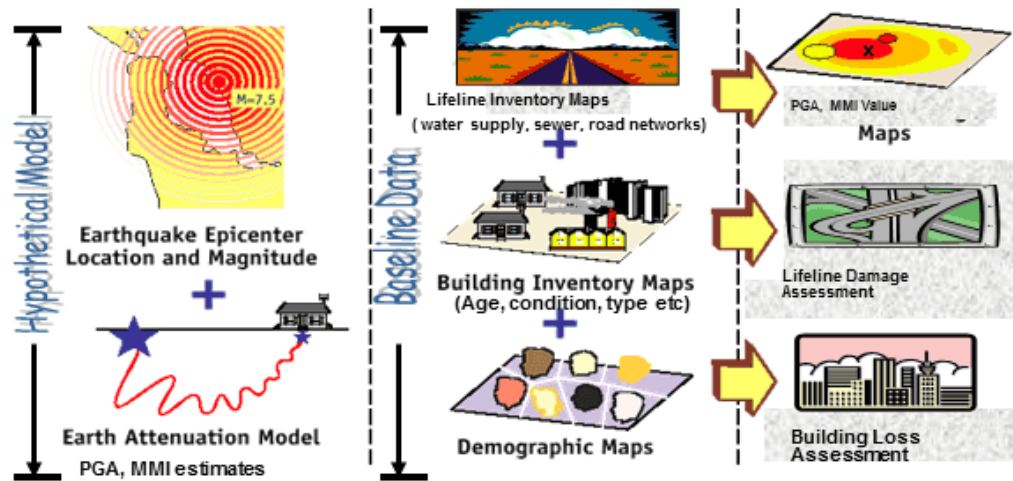 Hypothetical Model
M=7.5
Earthquake Epicenter
Location and Magnitude
+
Earth Attenuation Model
PGA, MMI estimates
Baseline Data
Lifeline Inventory Maps
( water supply, sewer, road networks)
+
Building Inventory Maps
(Age, condition, type etc)
+
Demographic Maps
X
PGA, MMI Value
Maps
Lifeline Damage
Assessment
Building Loss
Assessment